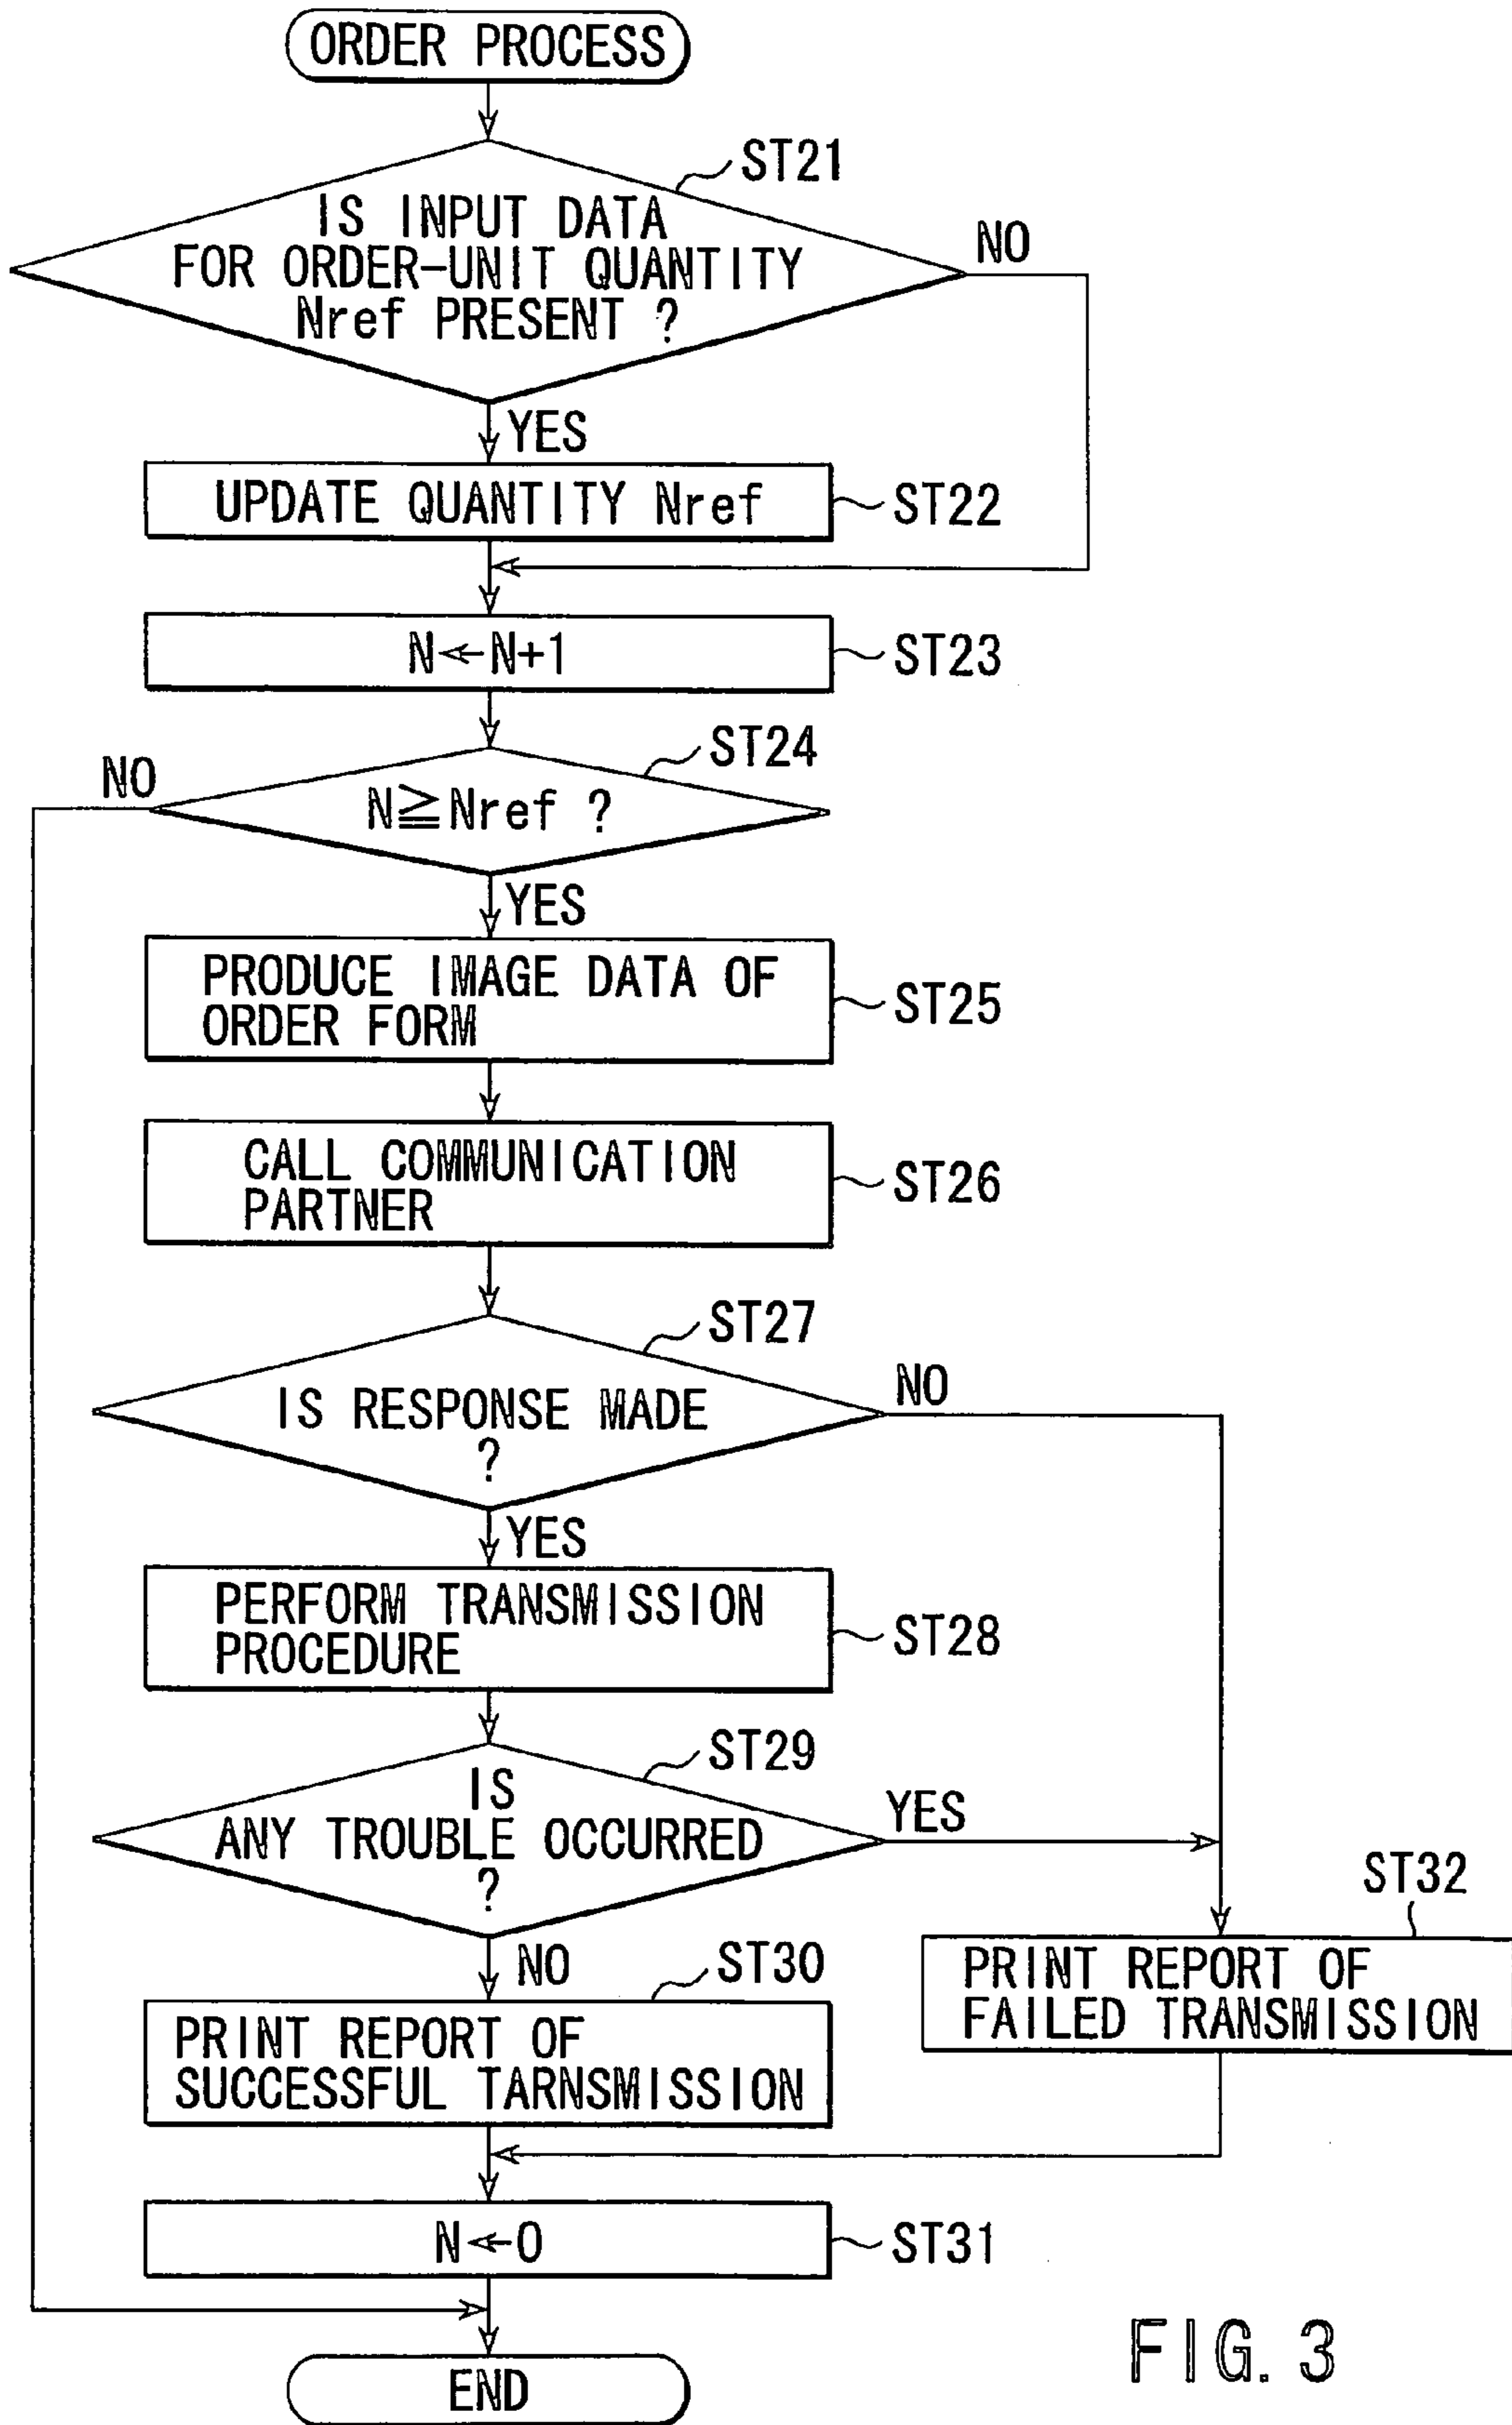 ORDER PROCESS
ST21
IS INPUT DATA
FOR ORDER-UNIT QUANTITY
Nref PRESENT ?
NO
YES
UPDATE QUANTITY Nref
ST22
N←N+1
ST23
ST24
NO
N≧Nref ?
YES
PRODUCE IMAGE DATA OF
ORDER FORM
ST25
CALL COMMUNICATION
PARTNER
ST26
ST27
IS RESPONSE MADE
?
NO
YES
PERFORM TRANSMISSION
PROCEDURE
ST28
ST29
IS
ANY TROUBLE OCCURRED
?
YES
NO
ST30
PRINT REPORT OF
SUCCESSFUL TARNSMISSION
ST32
PRINT REPORT OF
FAILED TRANSMISSION
N←0
ST31
END
FIG. 3